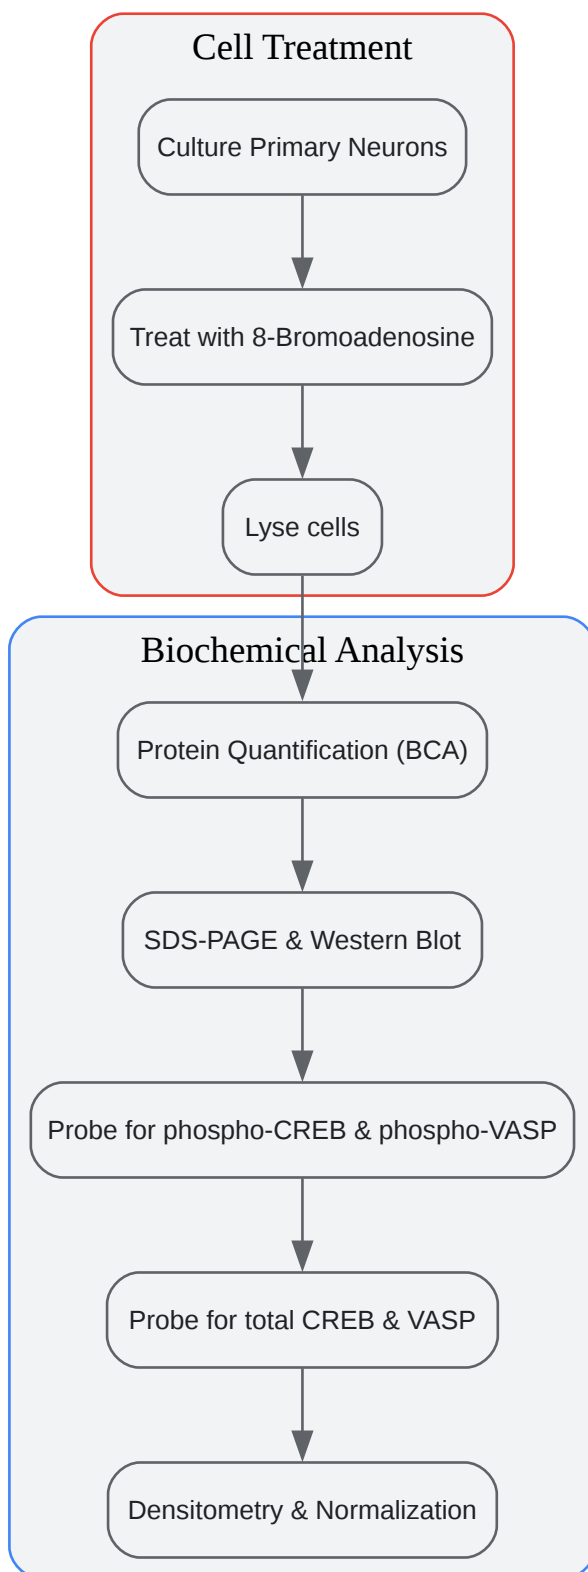 Cell Treatment
Culture Primary Neurons
Treat with 8-Bromoadenosine
Lyse cells
Biochemical Analysis
Protein Quantification (BCA)
SDS-PAGE & Western Blot
Probe for phospho-CREB & phospho-VASP
Probe for total CREB & VASP
Densitometry & Normalization